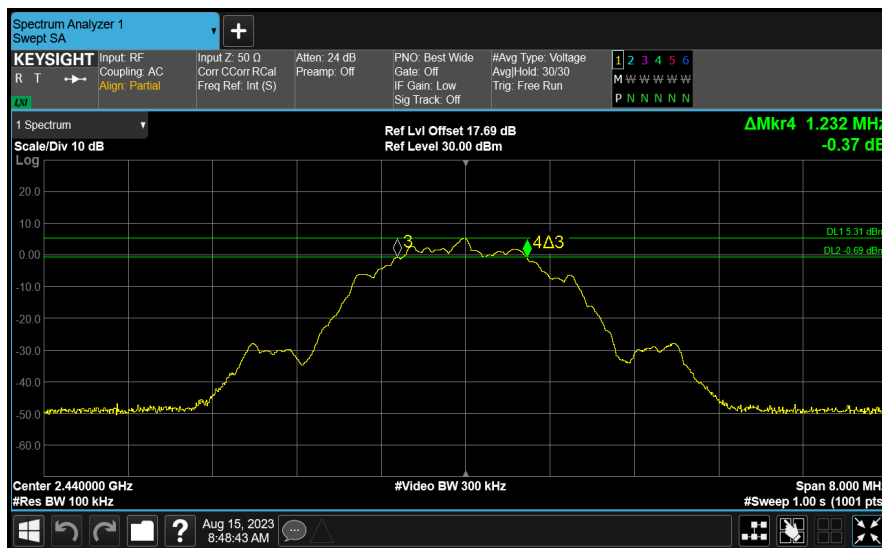 Spectrum Analyzer 1
Swept SA
+
KEYSIGHT
R T
LXI
Input: RF
Coupling: AC
Align: Partial
Input Z: 50 Ω
Corr CCorr RCal
Freq Ref: Int (S)
Atten: 24 dB
Preamp: Off
PNO: Best Wide
Gate: Off
IF Gain: Low
Sig Track: Off
#Avg Type: Voltage
Avg|Hold: 30/30
Trig: Free Run
1 2 3 4 5 6
M W W W W W
P N N N N N
1 Spectrum
Scale/Div 10 dB
Log
Ref Lvl Offset 17.69 dB
Ref Level 30.00 dBm
ΔMkr4 1.232 MHz
-0.37 dB
20.0
10.0
0.00
-10.0
-20.0
-30.0
-40.0
-50.0
-60.0
3
4Δ3
DL1 5.31 dBm
DL2 -0.69 dBm
Center 2.440000 GHz
#Res BW 100 kHz
#Video BW 300 kHz
Span 8.000 MHz
#Sweep 1.00 s (1001 pts)
?
Aug 15, 2023
8:48:43 AM